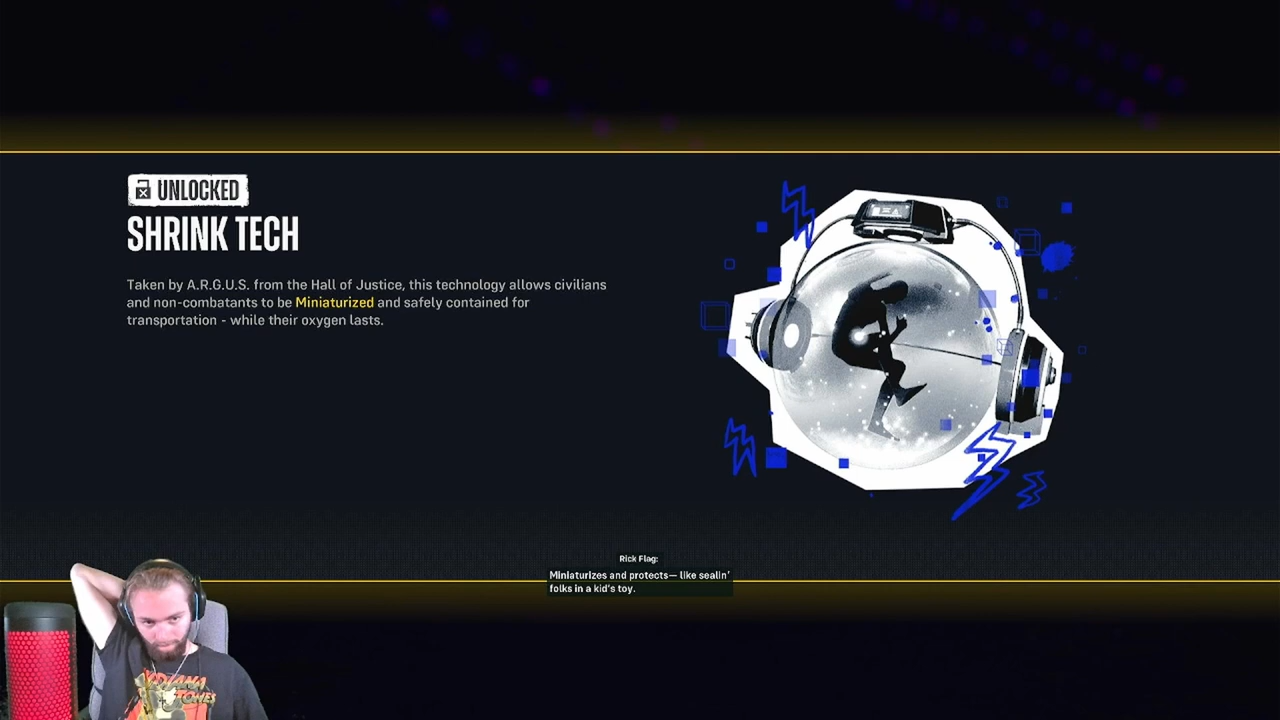 UNLOCKED
SHRINK TECH
Taken by A.R.G.U.S. from the Hall of Justice, this technology allows civilians
and non-combatants to be Miniaturized and safely contained for
transportation - while their oxygen lasts.
Rick Flag:
Miniaturizes and protects— like sealin'
folks in a kid's toy.
INDIANA
JONES